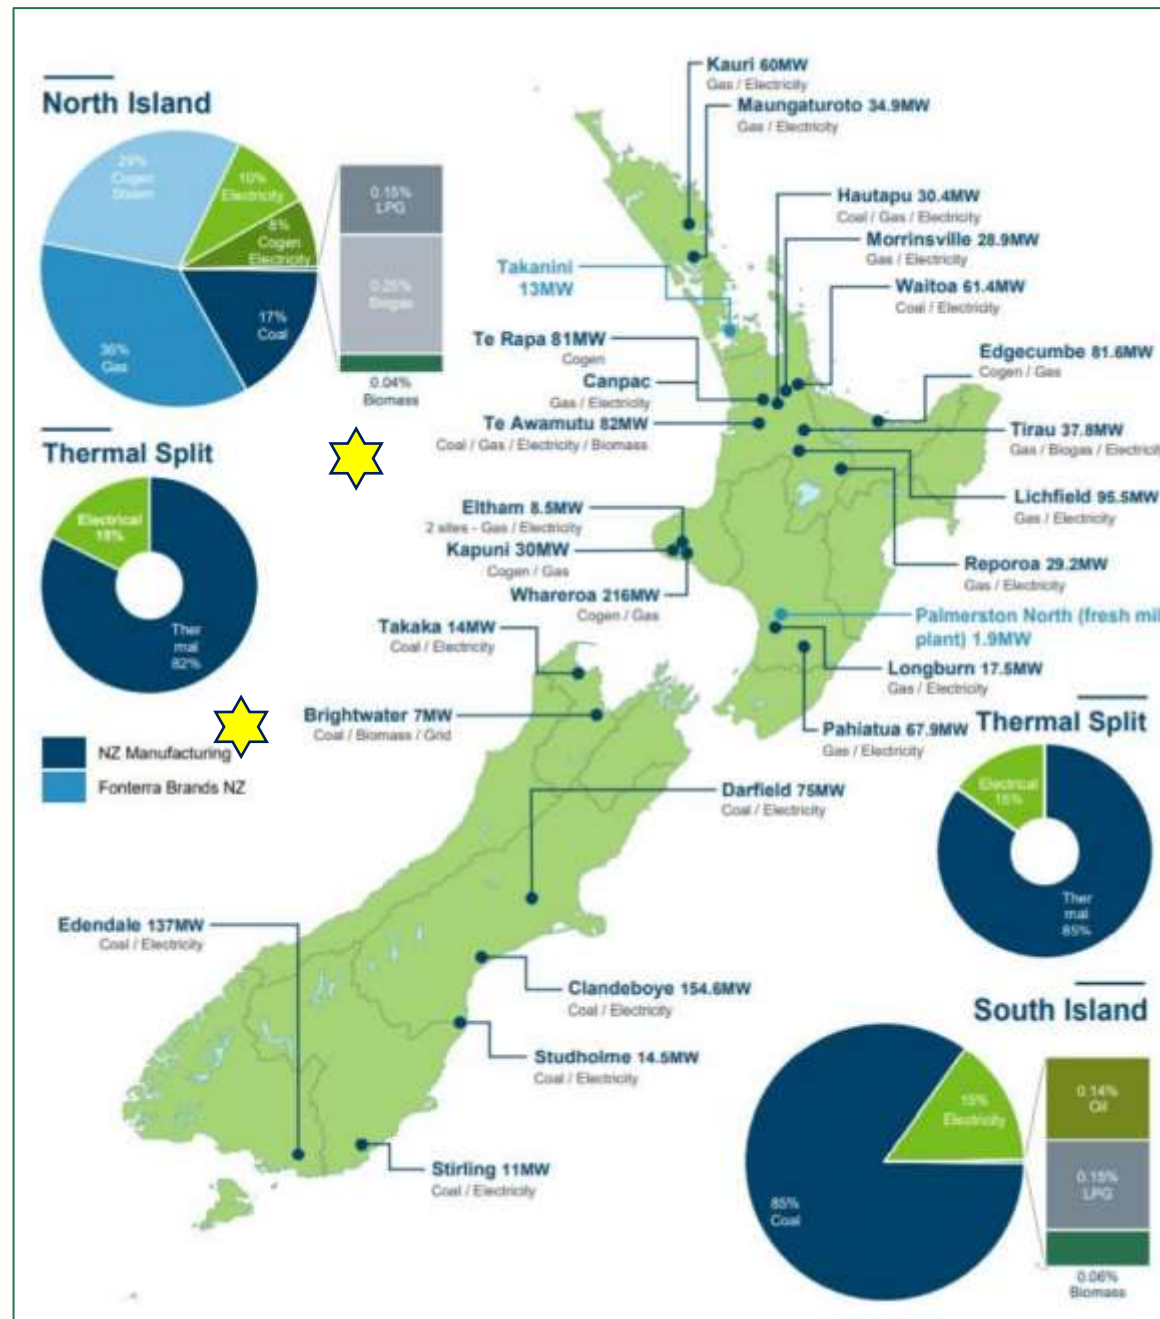 North Island
29%
Cogen
Steam
10%
Electricity
8%
Cogen
Electricity
17%
Coal
36%
Gas
0.15%
LPG
0.25%
Biogas
0.04%
Biomass
Thermal Split
Electrical
18%
Ther
mal
82%
NZ Manufacturing
Fonterra Brands NZ
Kauri 60MW
Gas / Electricity
Maungaturoto 34.9MW
Gas / Electricity
Hautapu 30.4MW
Coal / Gas / Electricity
Morrinsville 28.9MW
Gas / Electricity
Takanini
13MW
Waitoa 61.4MW
Coal / Electricity
Te Rapa 81MW
Cogen
Edgecumbe 81.6MW
Cogen / Gas
Canpac
Gas / Electricity
Te Awamutu 82MW
Coal / Gas / Electricity / Biomass
Tirau 37.8MW
Gas / Biogas / Electricity
Lichfield 95.5MW
Gas / Electricity
Eltham 8.5MW
2 sites - Gas / Electricity
Kapuni 30MW
Cogen / Gas
Reporoa 29.2MW
Gas / Electricity
Whareroa 216MW
Cogen / Gas
Palmerston North (fresh mil
plant) 1.9MW
Takaka 14MW
Coal / Electricity
Longburn 17.5MW
Gas / Electricity
Brightwater 7MW
Coal / Biomass / Grid
Pahiatua 67.9MW
Gas / Electricity
Thermal Split
Electrical
15%
Ther
mal
85%
Darfield 75MW
Coal / Electricity
Edendale 137MW
Coal / Electricity
Clandeboye 154.6MW
Coal / Electricity
Studholme 14.5MW
Coal / Electricity
Stirling 11MW
Coal / Electricity
South Island
15%
Electricity
85%
Coal
0.14%
Oil
0.15%
LPG
0.06%
Biomass